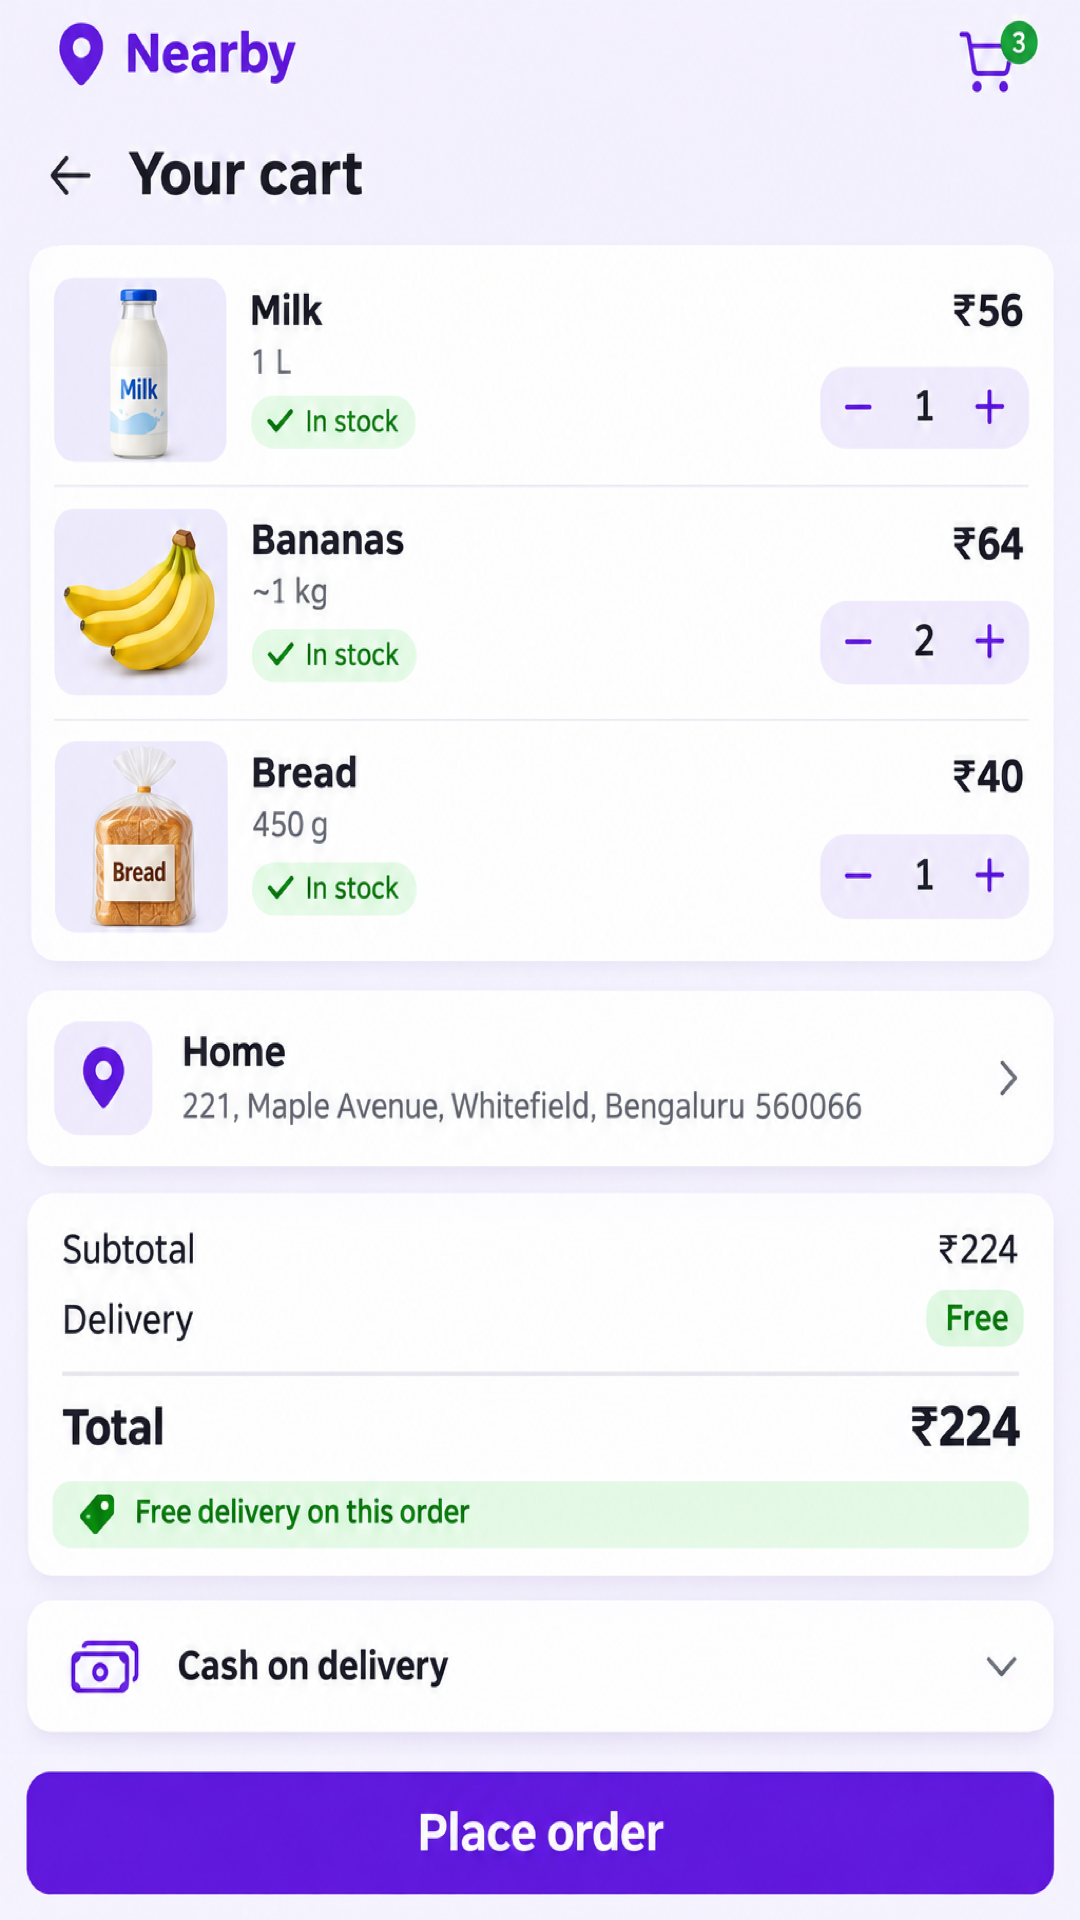 Nearby
3
Your cart
Milk
Milk
1 L
In stock
₹56
1
Bananas
~1 kg
In stock
₹64
2
Bread
Bread
450 g
In stock
₹40
1
Home
221, Maple Avenue, Whitefield, Bengaluru 560066
Subtotal ₹224
Delivery Free
Total ₹224
Free delivery on this order
Cash on delivery
Place order